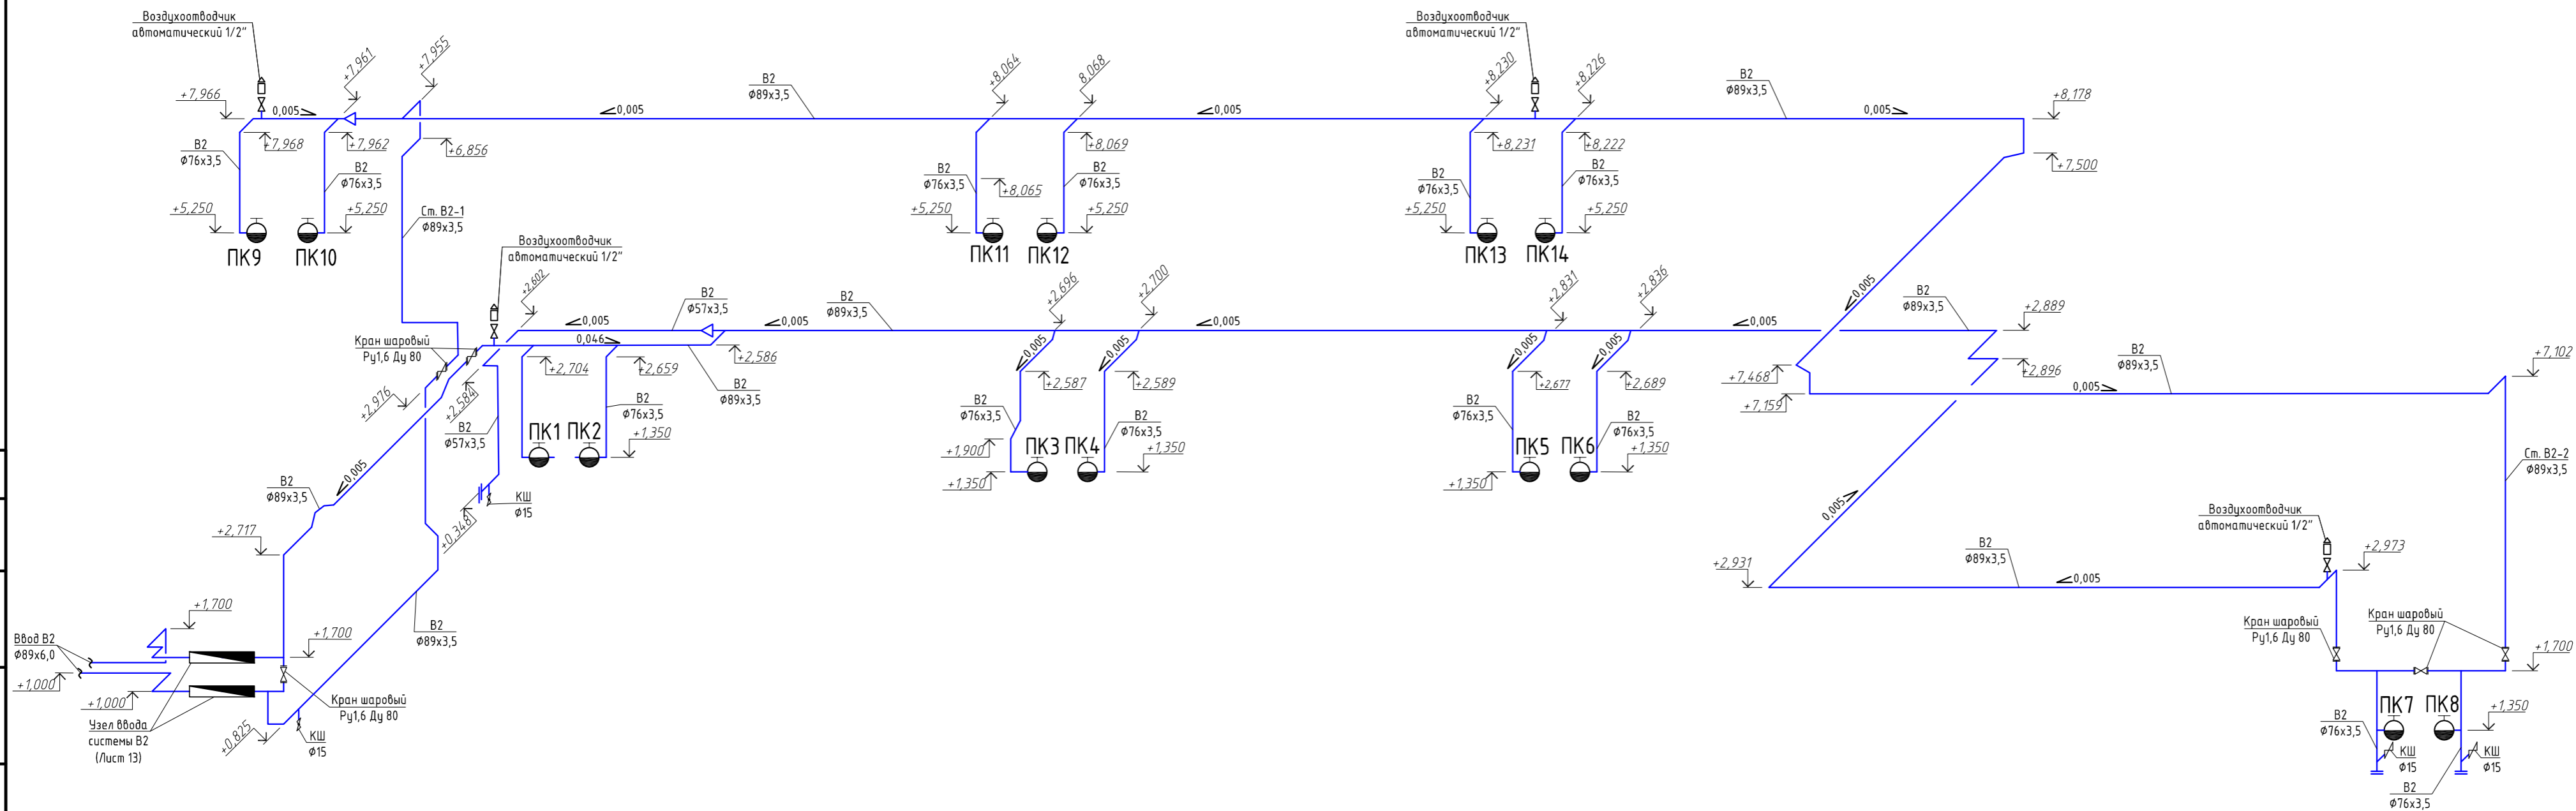 Воздухоотводчик
автоматический 1/2"
+7,961
+7,955
+7,966
0,005
В2
Ф76х3,5
+7,968
+7,962
В2
Ф76х3,5
+6,856
+5,250
+5,250
ПК9
ПК10
Ст. В2-1
Ф89х3,5
0,005
В2
Ф89х3,5
+8,064
8,068
В2
Ф76х3,5
+8,065
+8,069
В2
Ф76х3,5
+5,250
+5,250
ПК11
ПК12
0,005
Воздухоотводчик
автоматический 1/2"
+8,230
+8,226
В2
Ф89х3,5
+8,231
+8,222
В2
Ф76х3,5
В2
Ф76х3,5
+5,250
+5,250
ПК13
ПК14
0,005
+8,178
+7,500
0,005
Воздухоотводчик
автоматический 1/2"
+2,602
0,005
В2
Ф57х3,5
0,005
В2
Ф89х3,5
0,046
+2,586
Кран шаровый
Ру1,6 Ду 80
+2,704
+2,659
В2
Ф89х3,5
+2,976
+2,584
В2
Ф57х3,5
В2
Ф76х3,5
ПК1
ПК2
+1,350
+2,696
+2,700
0,005
0,005
0,005
+2,587
+2,589
В2
Ф76х3,5
В2
Ф76х3,5
+1,900
ПК3
ПК4
+1,350
+1,350
+2,831
+2,836
0,005
0,005
0,005
+2,677
+2,689
В2
Ф76х3,5
В2
Ф76х3,5
ПК5
ПК6
+1,350
+1,350
В2
Ф89х3,5
+2,889
+2,896
+7,468
+7,159
0,005
В2
Ф89х3,5
+7,102
Ст. В2-2
Ф89х3,5
0,005
+2,931
В2
Ф89х3,5
0,005
Воздухоотводчик
автоматический 1/2"
+2,973
Кран шаровый
Ру1,6 Ду 80
Кран шаровый
Ру1,6 Ду 80
+1,700
ПК7
ПК8
+1,350
В2
Ф76х3,5
КШ
Ф15
КШ
Ф15
В2
Ф76х3,5
0,005
В2
Ф89х3,5
КШ
Ф15
+0,348
+2,717
+1,700
Ввод В2
Ф89х6,0
+1,700
+1,000
+1,000
Узел ввода
системы В2
(Лист 13)
Кран шаровый
Ру1,6 Ду 80
+0,825
КШ
Ф15
В2
Ф89х3,5